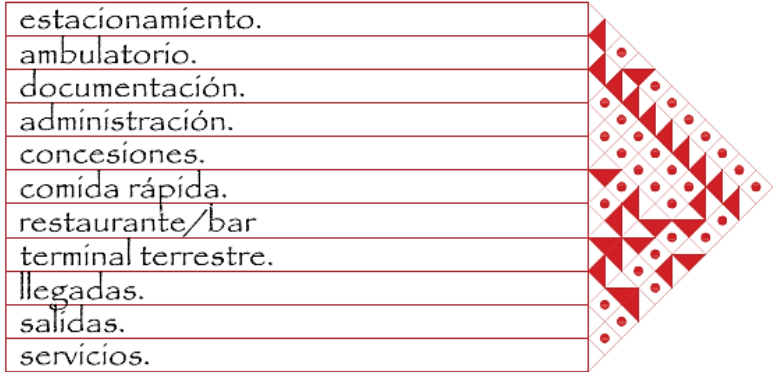 estacionamiento.
ambulatorio.
documentación.
administración.
concesiones.
comida rápida.
restaurante/bar
terminal terrestre.
llegadas.
salidas.
servicios.